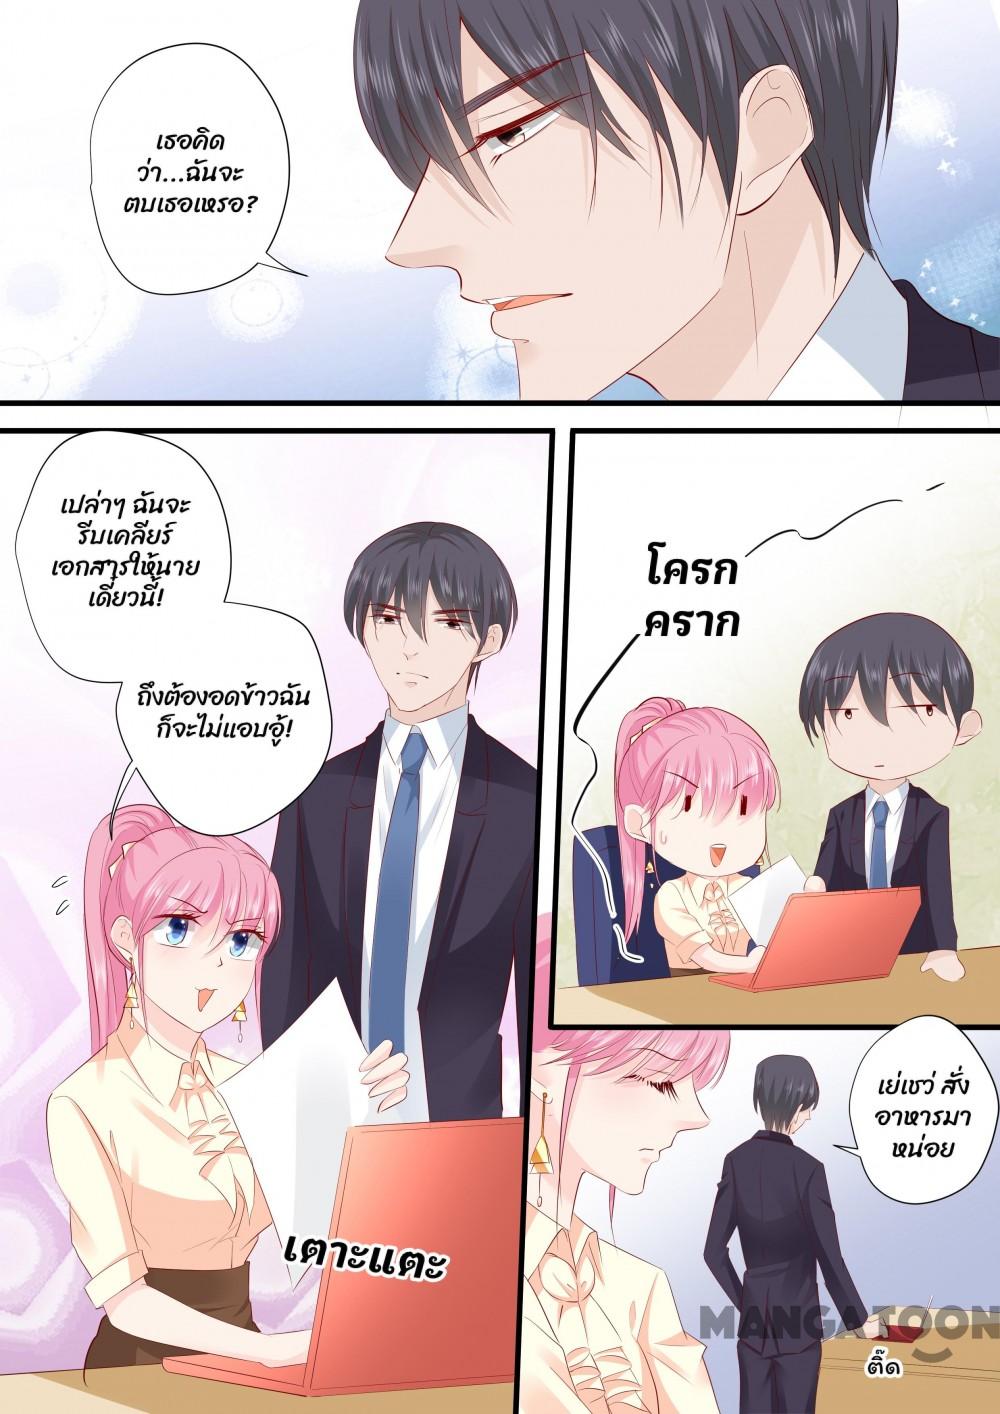 เธอคิด
ว่า...ฉันจะ
ตบเธอเหรอ?
เปล่าๆ ฉันจะ
รีบเคลียร์
เอกสารให้นาย
เดี๋ยวนี้!
ถึงต้องอดข้าวฉัน
ก็จะไม่แอบอู้!
เตาะแตะ
โครก
คราก
เย่เชว่ สั่ง
อาหารมา
หน่อย
ติ๊ด
MANGATOON